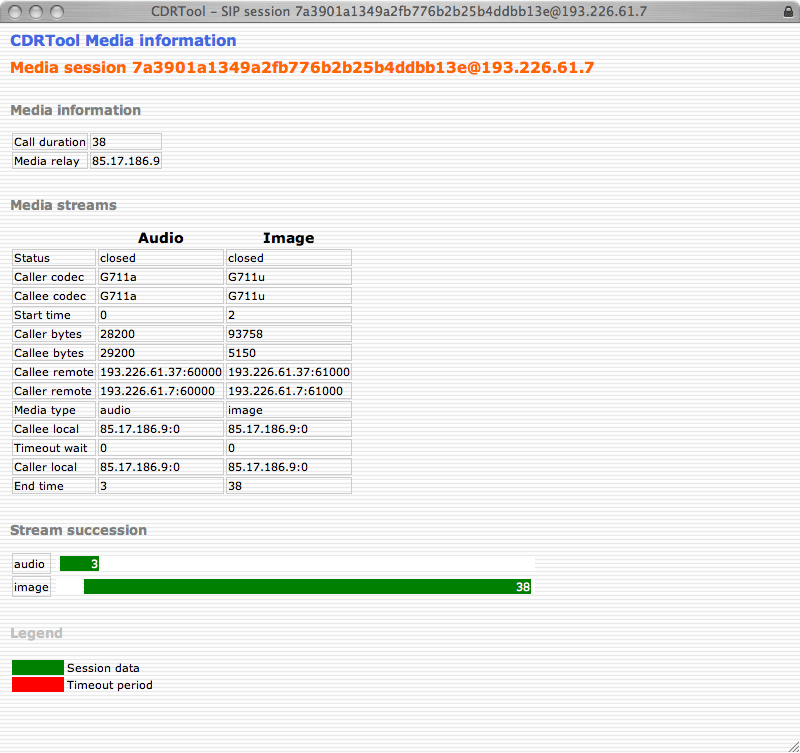 CDRTool – SIP session 7a3901a1349a2fb776b2b25b4ddbb13e@193.226.61.7
CDRTool Media information
Media session 7a3901a1349a2fb776b2b25b4ddbb13e@193.226.61.7
Media information
Call duration 38
Media relay 85.17.186.9
Media streams
Audio Image
Status closed closed
Caller codec G711a G711u
Callee codec G711a G711u
Start time 0 2
Caller bytes 28200 93758
Callee bytes 29200 5150
Callee remote 193.226.61.37:60000 193.226.61.37:61000
Caller remote 193.226.61.7:60000 193.226.61.7:61000
Media type audio image
Callee local 85.17.186.9:0 85.17.186.9:0
Timeout wait 0 0
Caller local 85.17.186.9:0 85.17.186.9:0
End time 3 38
Stream succession
audio 3
image 38
Legend
Session data
Timeout period